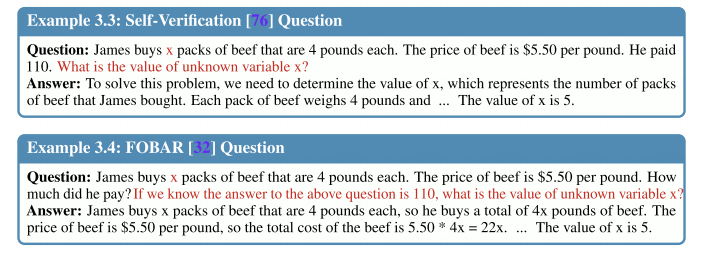 Example 3.3: Self-Verification [76] Question
Question: James buys x packs of beef that are 4 pounds each. The price of beef is $5.50 per pound. He paid
110. What is the value of unknown variable x?
Answer: To solve this problem, we need to determine the value of x, which represents the number of packs
of beef that James bought. Each pack of beef weighs 4 pounds and ... The value of x is 5.
Example 3.4: FOBAR [32] Question
Question: James buys x packs of beef that are 4 pounds each. The price of beef is $5.50 per pound. How
much did he pay? If we know the answer to the above question is 110, what is the value of unknown variable x?
Answer: James buys x packs of beef that are 4 pounds each, so he buys a total of 4x pounds of beef. The
price of beef is $5.50 per pound, so the total cost of the beef is 5.50 * 4x = 22x. ... The value of x is 5.